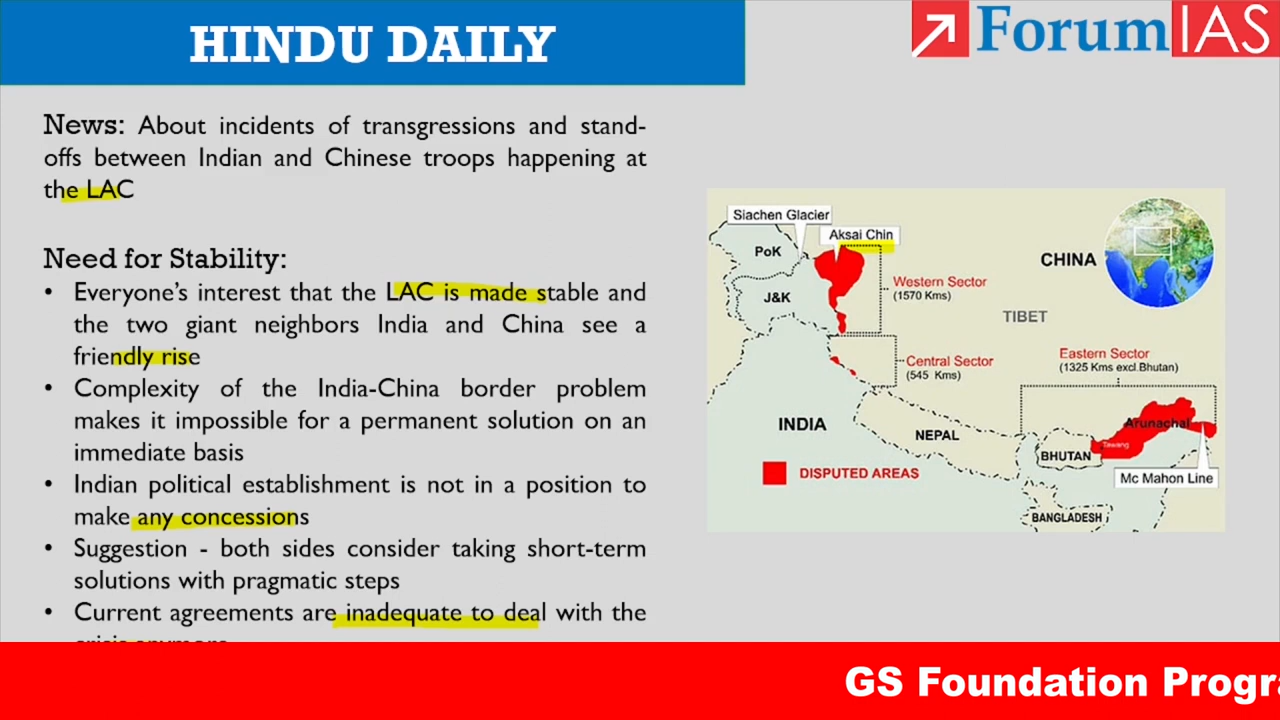 HINDU DAILY
ForumIAS
News: About incidents of transgressions and stand-
offs between Indian and Chinese troops happening at
the LAC
Need for Stability:
• Everyone's interest that the LAC is made stable and
the two giant neighbors India and China see a
friendly rise
• Complexity of the India-China border problem
makes it impossible for a permanent solution on an
immediate basis
• Indian political establishment is not in a position to
make any concessions
• Suggestion - both sides consider taking short-term
solutions with pragmatic steps
• Current agreements are inadequate to deal with the
Siachen Glacier
Aksai Chin
PoK
CHINA
J&K
Western Sector
(1570 Kms)
TIBET
Central Sector
(545 Kms)
Eastern Sector
(1325 Kms excl.Bhutan)
INDIA
NEPAL
Arunachal
Tawang
BHUTAN
DISPUTED AREAS
Mc Mahon Line
BANGLADESH
GS Foundation Progra